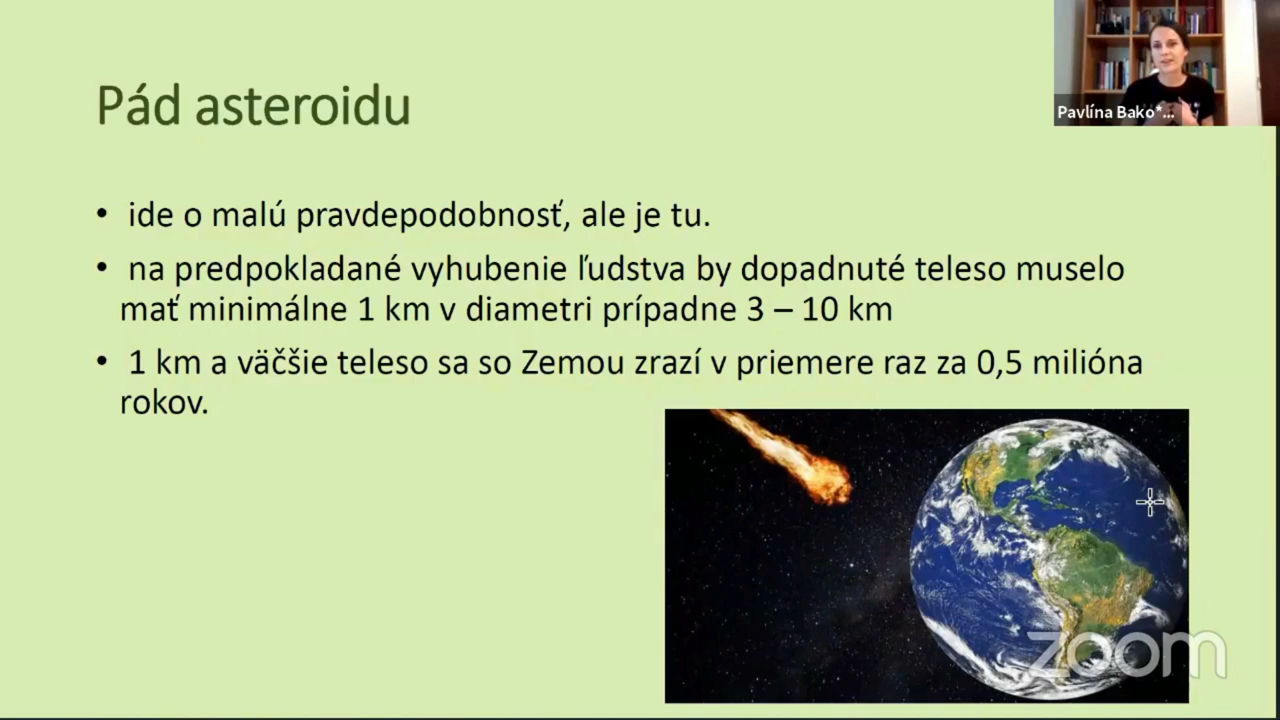 Pád asteroidu
Pavlína Bako*...
• ide o malú pravdepodobnosť, ale je tu.
• na predpokladané vyhubenie ľudstva by dopadnuté teleso muselo
mať minimálne 1 km v diametri prípadne 3 – 10 km
• 1 km a väčšie teleso sa so Zemou zrazí v priemere raz za 0,5 milióna
rokov.
zoom